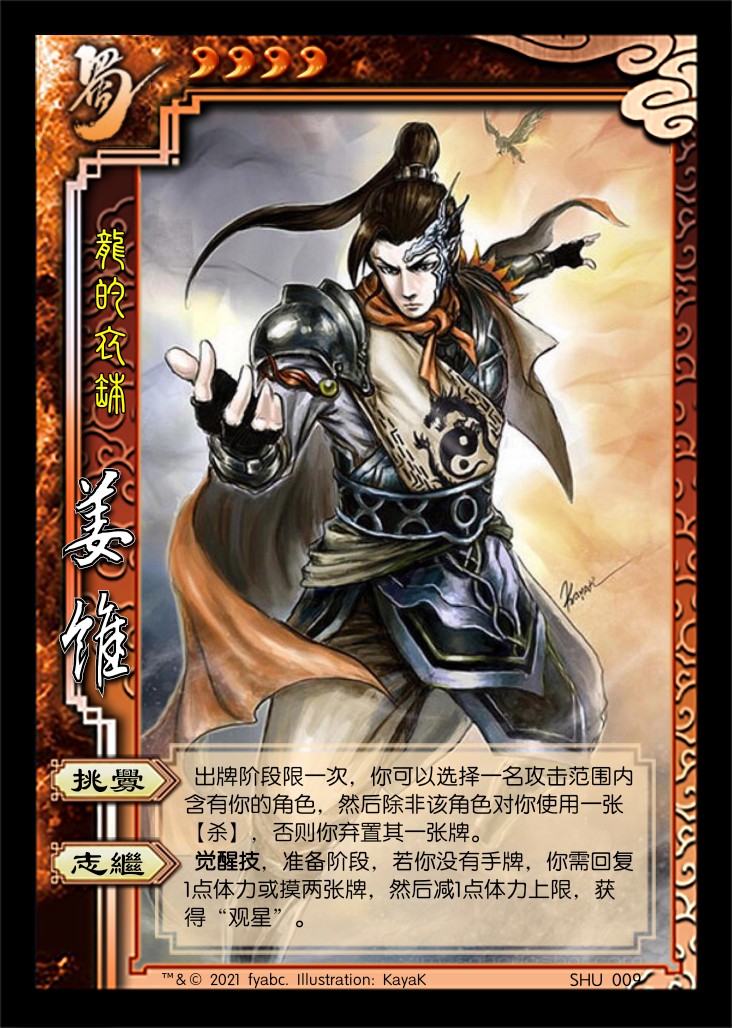 蜀
龍的衣缽
姜維
挑釁
出牌阶段限一次，你可以选择一名攻击范围内
含有你的角色，然后除非该角色对你使用一张
【杀】，否则你弃置其一张牌。
志繼
觉醒技，准备阶段，若你没有手牌，你需回复
1点体力或摸两张牌，然后减1点体力上限，获
得“观星”。
KayaK
™&© 2021 fyabc. Illustration: KayaK
SHU 009